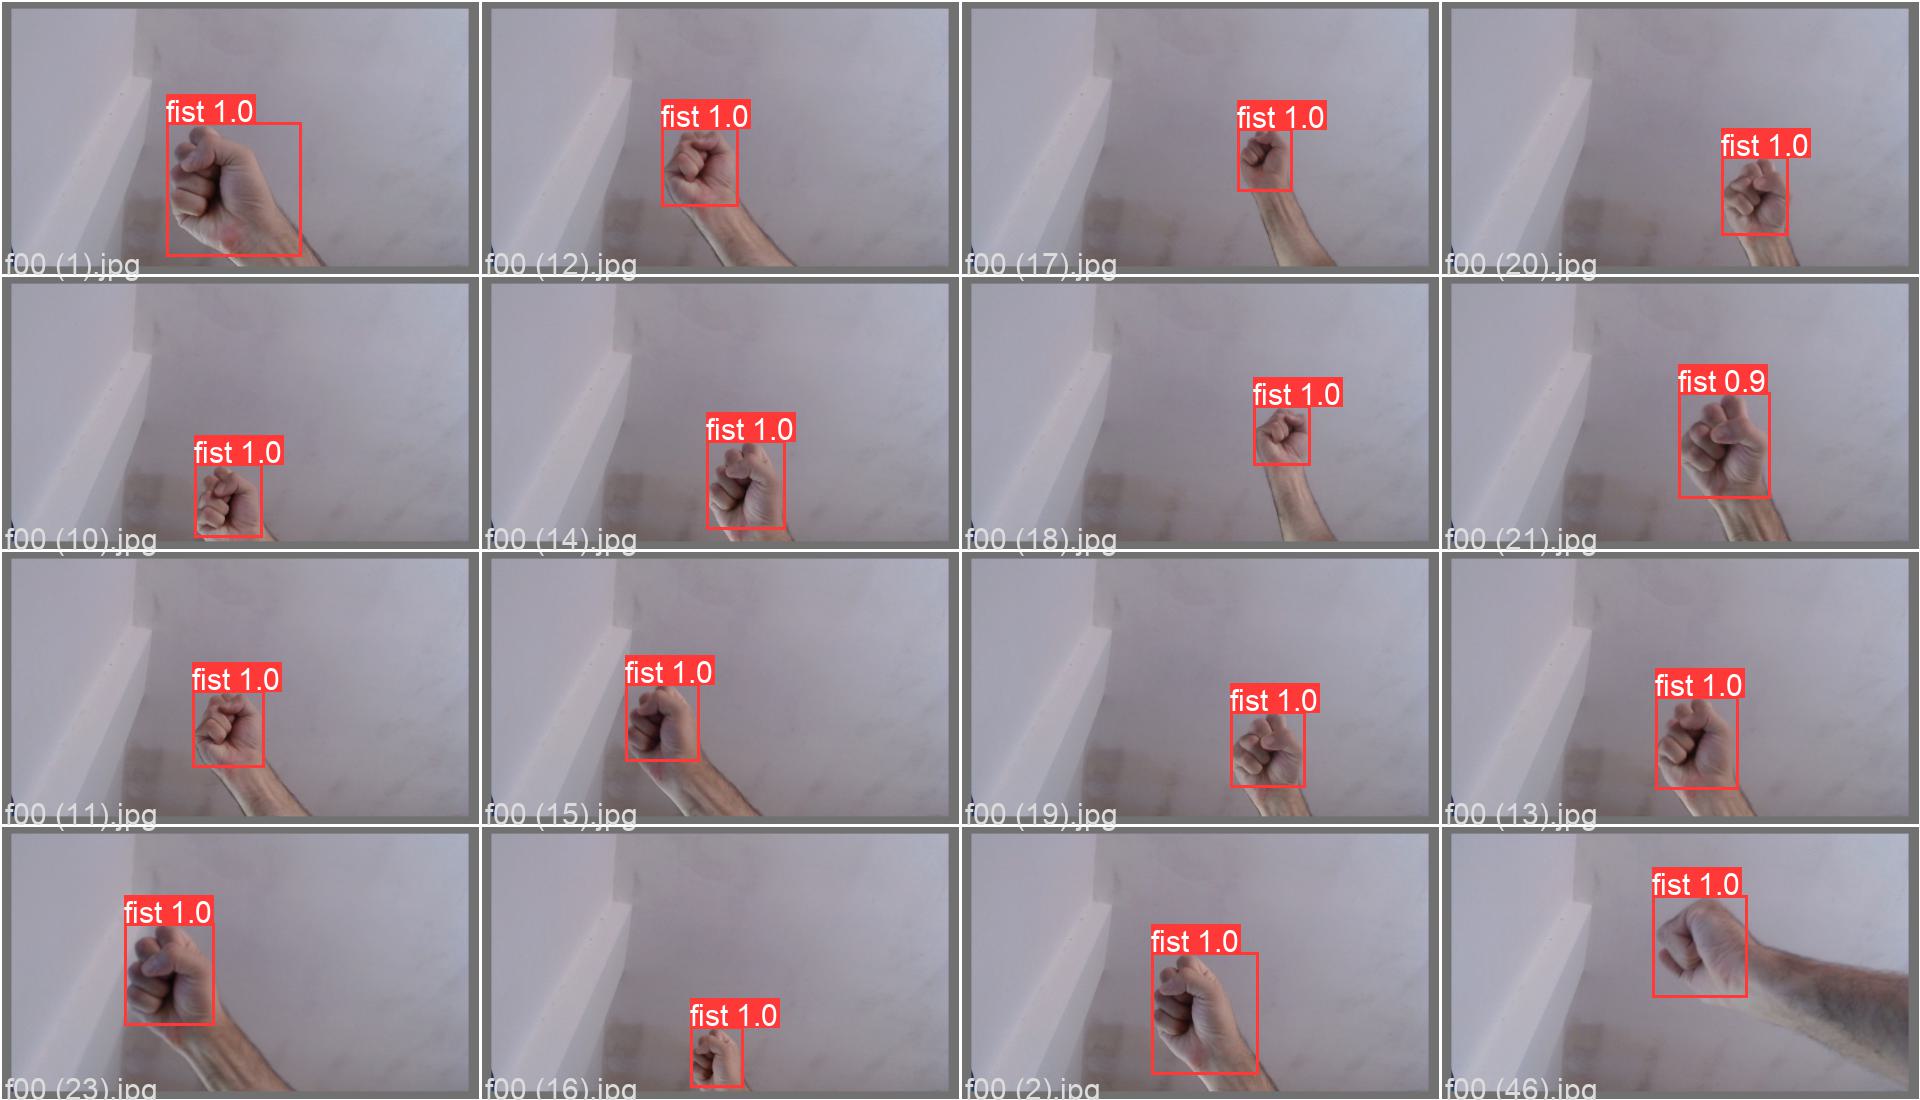 fist 1.0
f00 (1).jpg
fist 1.0
f00 (12).jpg
fist 1.0
f00 (17).jpg
fist 1.0
f00 (20).jpg
fist 1.0
f00 (10).jpg
fist 1.0
f00 (14).jpg
fist 1.0
f00 (18).jpg
fist 0.9
f00 (21).jpg
fist 1.0
f00 (11).jpg
fist 1.0
f00 (15).jpg
fist 1.0
f00 (19).jpg
fist 1.0
f00 (13).jpg
fist 1.0
f00 (23).jpg
fist 1.0
f00 (16).jpg
fist 1.0
f00 (2).jpg
fist 1.0
f00 (46).jpg